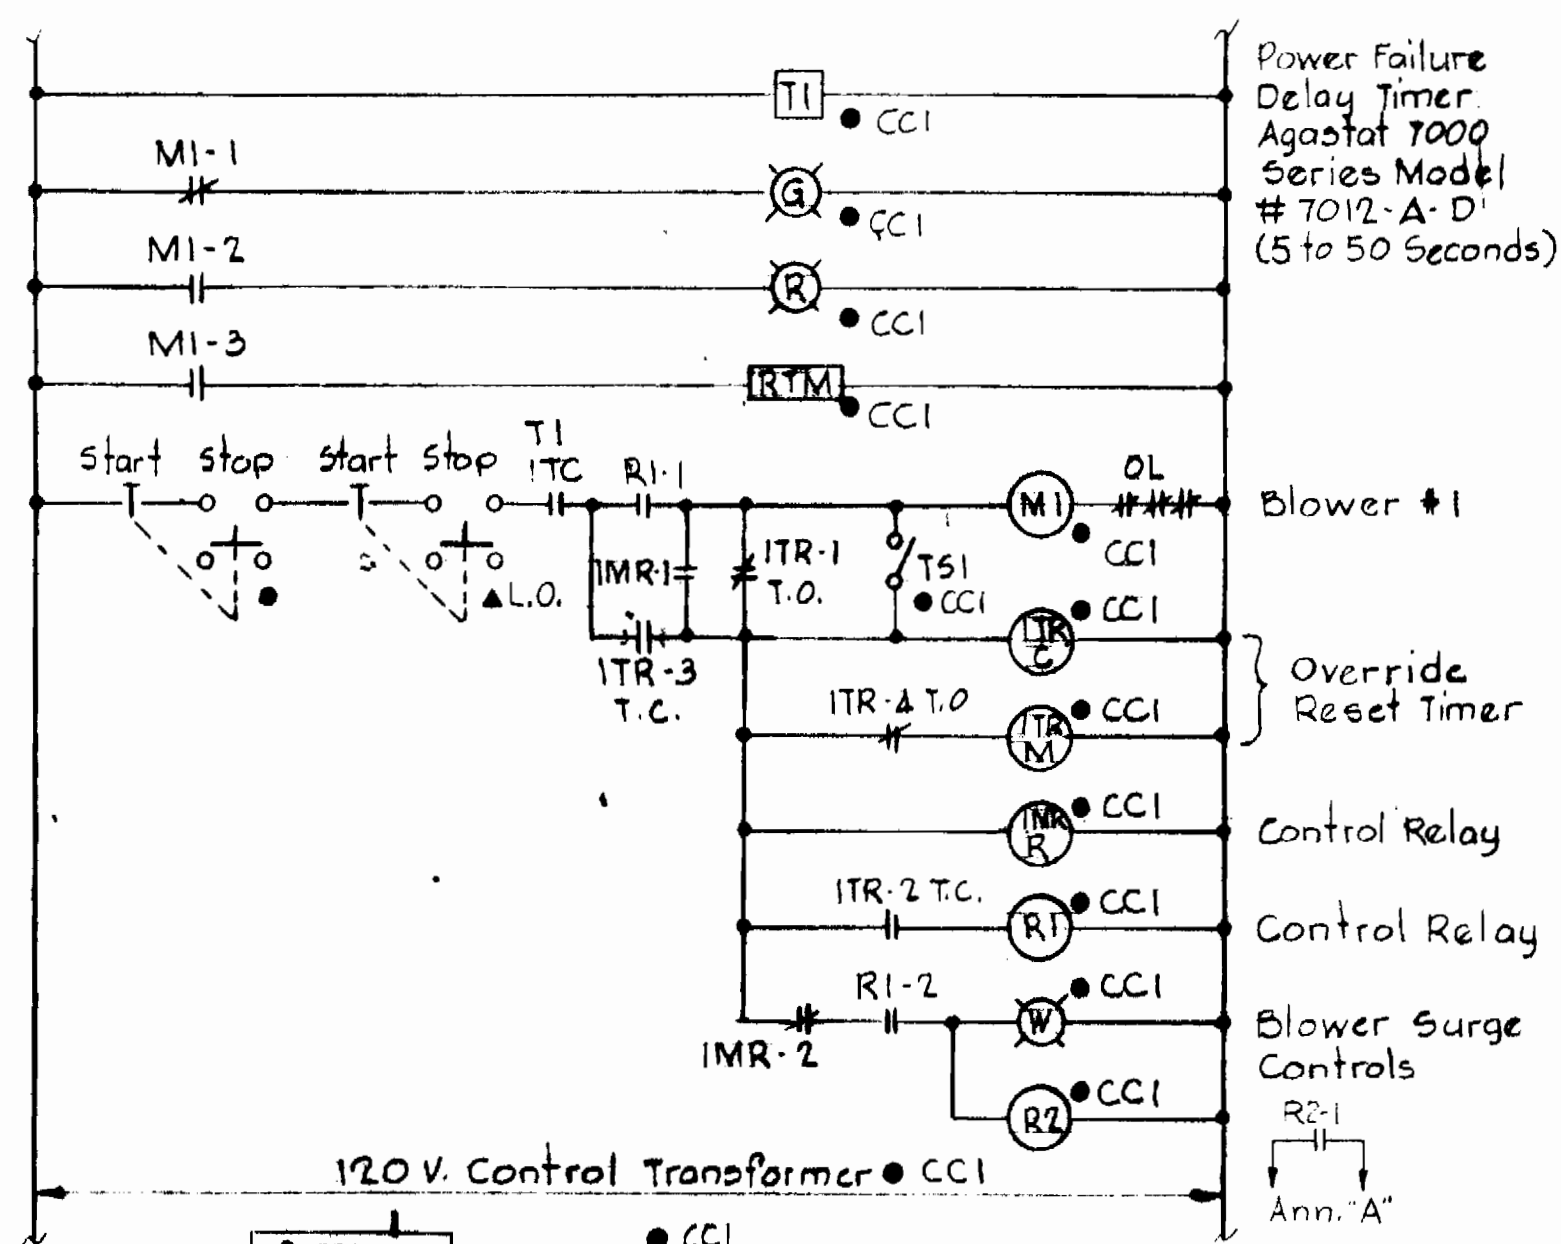 Power Failure
Delay Timer
Agastat 7000
Series Model
# 7012-A-D
(5 to 50 Seconds)
T1
CC1
M1-1
G
CC1
M1-2
R
CC1
M1-3
RTM
CC1
Start Stop Start Stop
T1
1TC
R1-1
M1
OL
Blower #1
CC1
1MR-1
1TR-1
T.O.
TS1
CC1
L.O.
CC1
1TR
C
1TR-3
T.C.
Override
Reset Timer
1TR-4 T.O
CC1
1TR
M
CC1
1MR
R
Control Relay
1TR-2 T.C.
CC1
R1
Control Relay
R1-2
CC1
W
1MR-2
Blower Surge
Controls
CC1
R2
R2-1
Ann. "A"
120 V. Control Transformer CC1
CC1